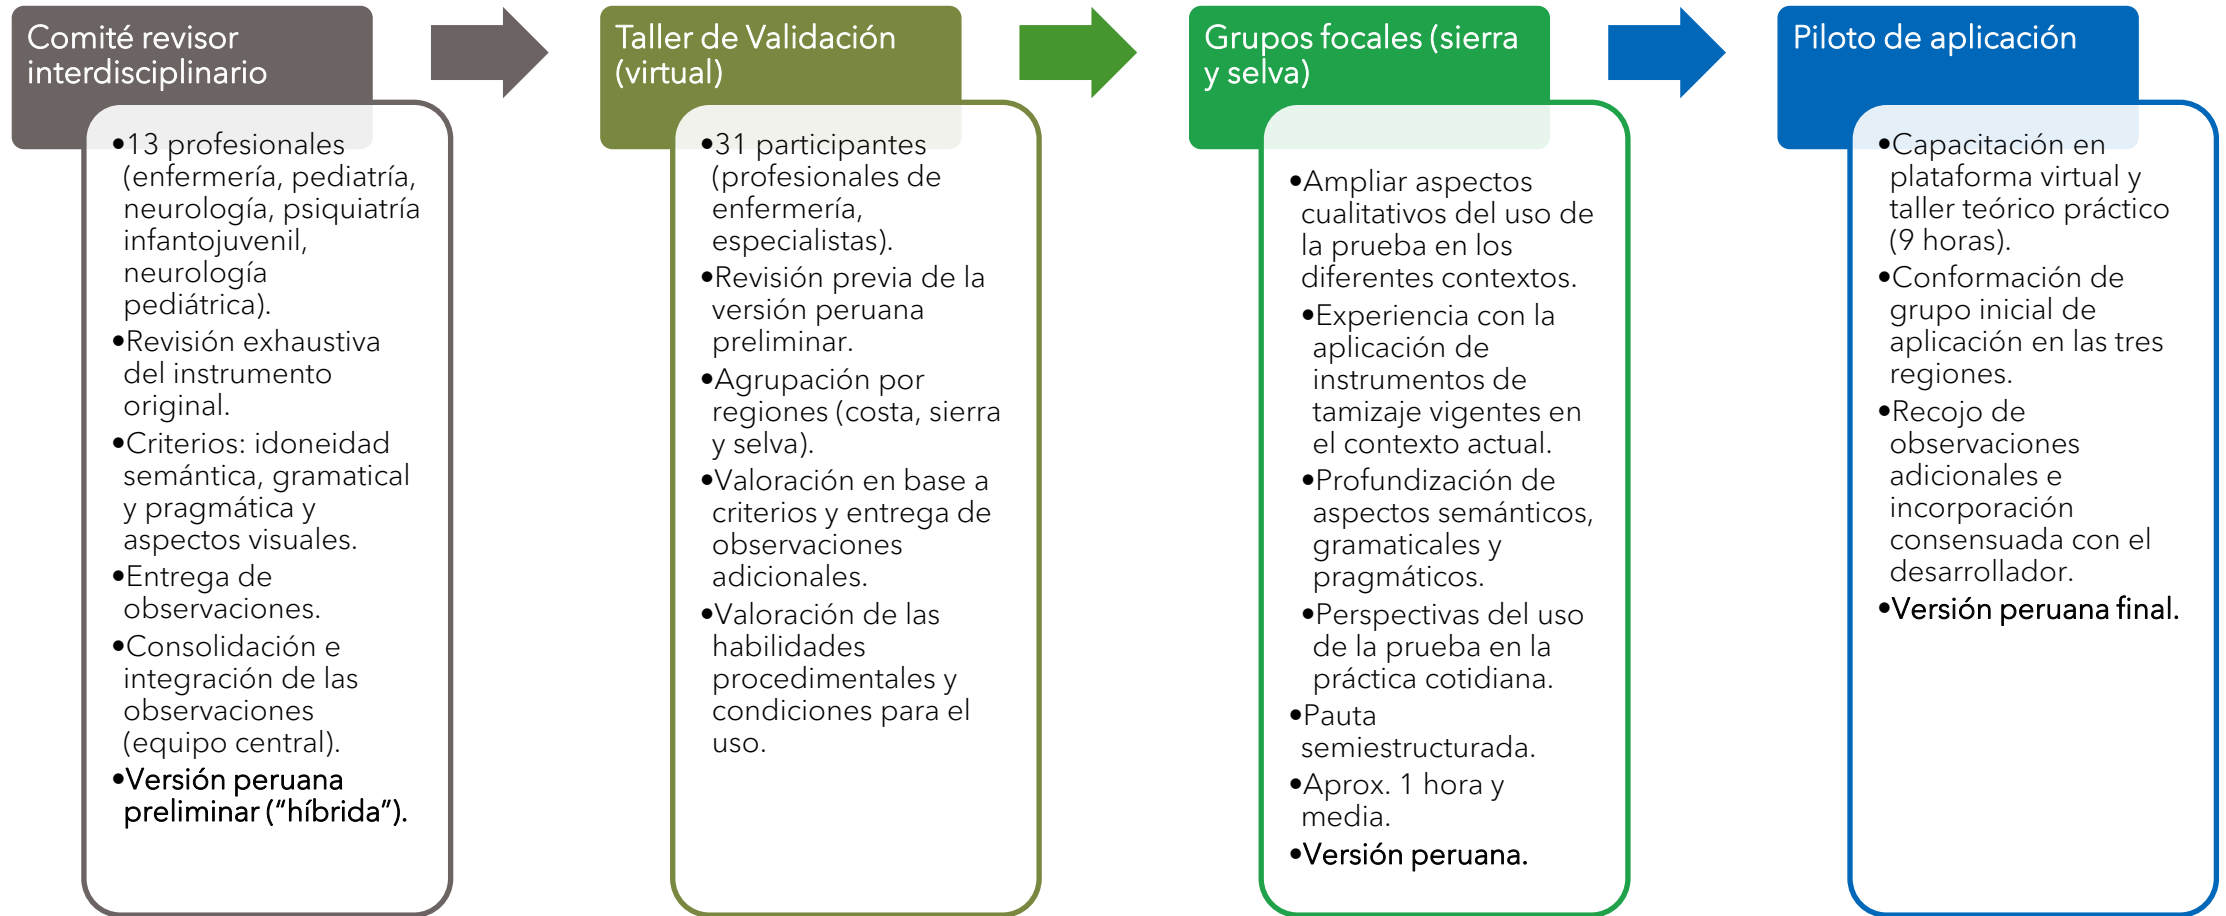 Comité revisor
interdisciplinario
•13 profesionales
(enfermería, pediatría,
neurología, psiquiatría
infantojuvenil,
neurología
pediátrica).
•Revisión exhaustiva
del instrumento
original.
•Criterios: idoneidad
semántica, gramatical
y pragmática y
aspectos visuales.
•Entrega de
observaciones.
•Consolidación e
integración de las
observaciones
(equipo central).
•Versión peruana
preliminar (“híbrida”).
Taller de Validación
(virtual)
•31 participantes
(profesionales de
enfermería,
especialistas).
•Revisión previa de la
versión peruana
preliminar.
•Agrupación por
regiones (costa, sierra
y selva).
•Valoración en base a
criterios y entrega de
observaciones
adicionales.
•Valoración de las
habilidades
procedimentales y
condiciones para el
uso.
Grupos focales (sierra
y selva)
•Ampliar aspectos
cualitativos del uso de
la prueba en los
diferentes contextos.
•Experiencia con la
aplicación de
instrumentos de
tamizaje vigentes en
el contexto actual.
•Profundización de
aspectos semánticos,
gramaticales y
pragmáticos.
•Perspectivas del uso
de la prueba en la
práctica cotidiana.
•Pauta
semiestructurada.
•Aprox. 1 hora y
media.
•Versión peruana.
Piloto de aplicación
•Capacitación en
plataforma virtual y
taller teórico práctico
(9 horas).
•Conformación de
grupo inicial de
aplicación en las tres
regiones.
•Recojo de
observaciones
adicionales e
incorporación
consensuada con el
desarrollador.
•Versión peruana final.